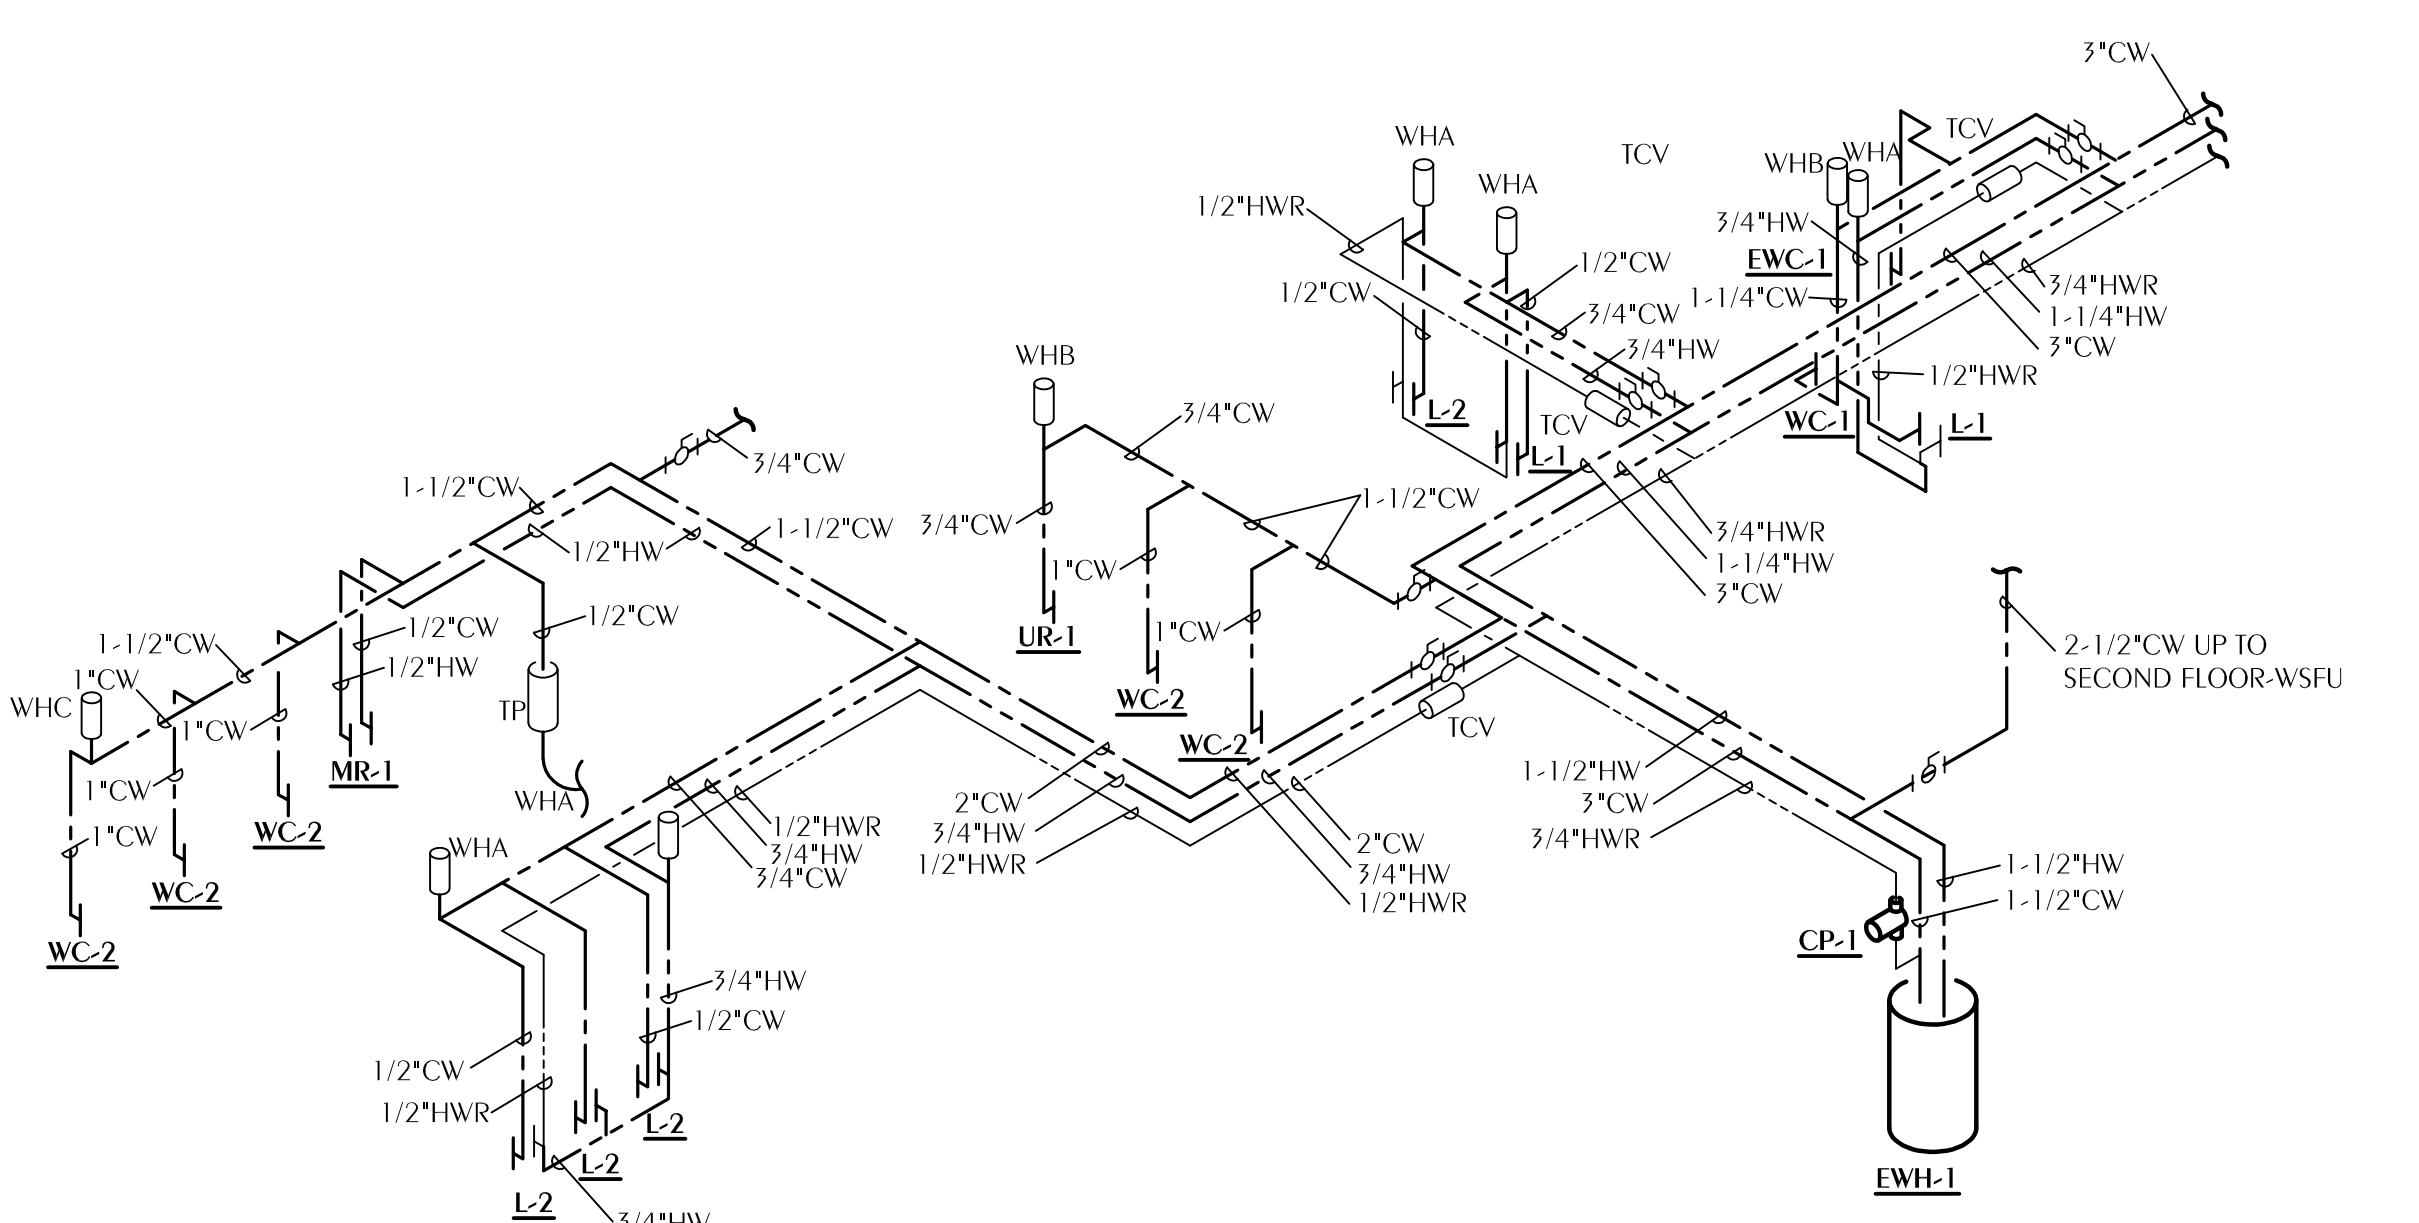 3"CW
WHA
TCV
TCV
WHB
WHA
WHA
1/2"HWR
3/4"HW
EWC-1
1/2"CW
1/2"CW
1-1/4"CW
3/4"HWR
1-1/4"HW
3"CW
3/4"CW
3/4"HW
WHB
1/2"HWR
3/4"CW
L-2
TCV
WC-1
L-1
L-1
3/4"CW
1-1/2"CW
1-1/2"CW
1-1/2"CW
3/4"CW
1/2"HW
3/4"HWR
1-1/4"HW
3"CW
1"CW
1/2"CW
1/2"CW
1"CW
UR-1
1-1/2"CW
1/2"HW
2-1/2"CW UP TO
SECOND FLOOR-WSFU
1"CW
WHC
TP
WC-2
1"CW
TCV
WC-2
MR-1
1-1/2"HW
1"CW
WHA
2"CW
3"CW
1"CW
WC-2
1/2"HWR
3/4"HW
3/4"HWR
2"CW
WHA
3/4"HW
3/4"CW
1/2"HWR
3/4"HW
1-1/2"HW
WC-2
1/2"HWR
1-1/2"CW
WC-2
CP-1
3/4"HW
1/2"CW
1/2"CW
1/2"HWR
L-2
L-2
EWH-1
L-2
3/4"HW